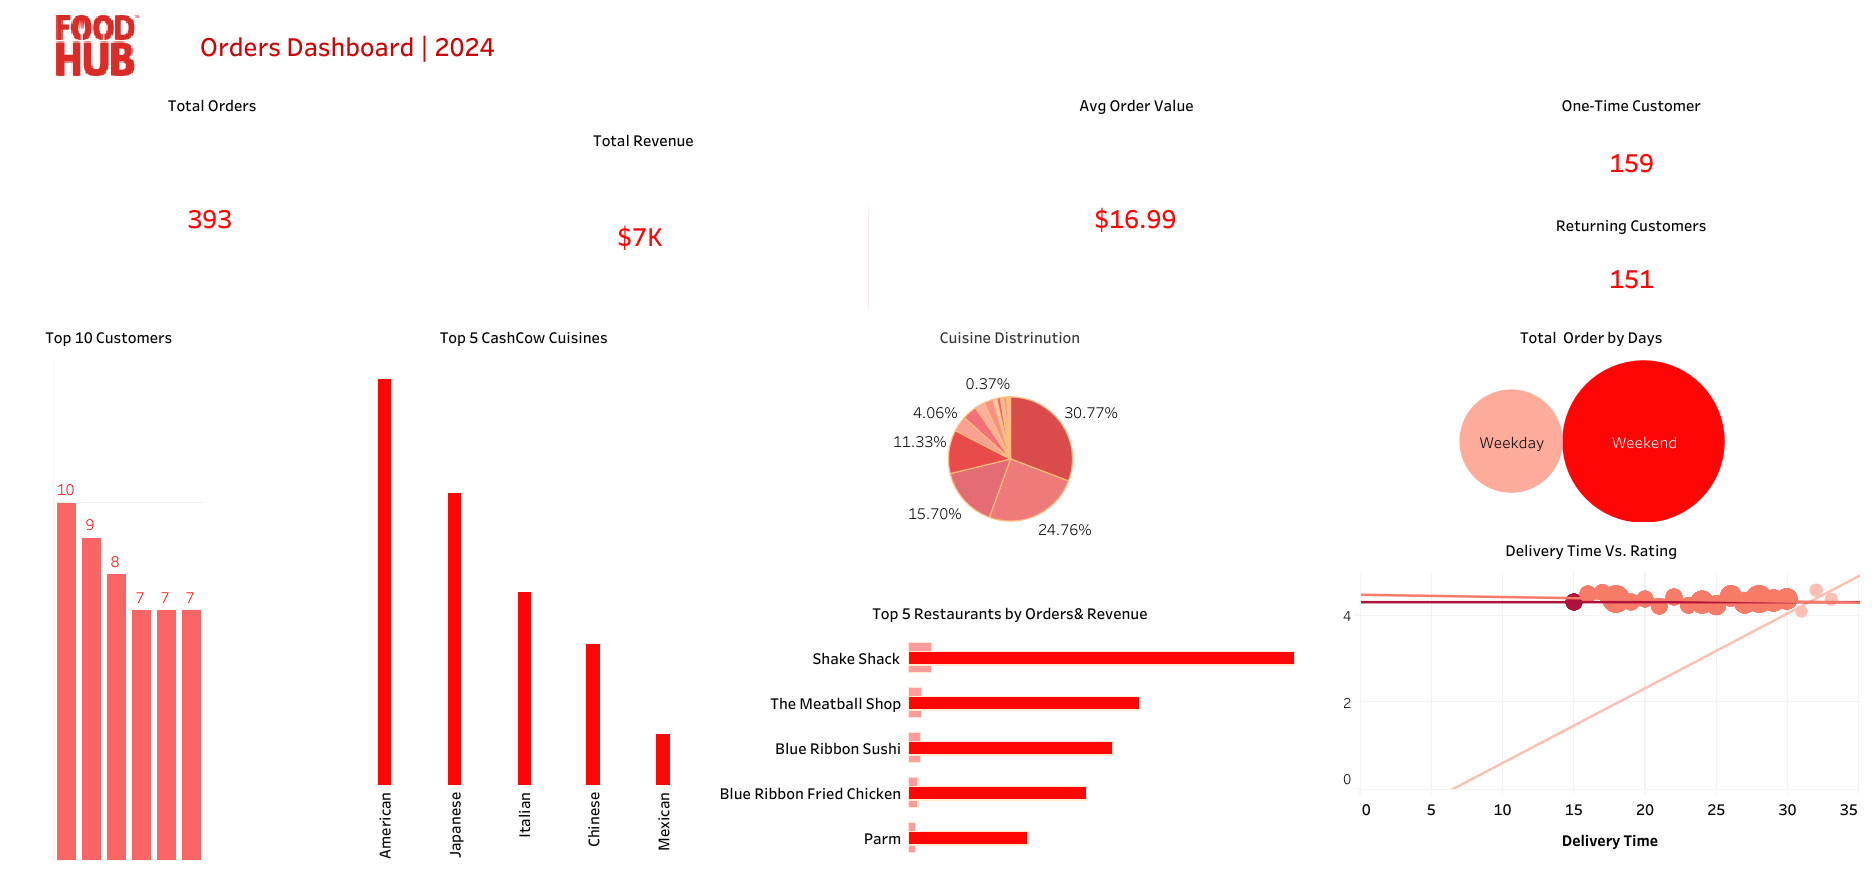 FOOD
HUB
Orders Dashboard | 2024
Total Orders
393
Total Revenue
$7K
Avg Order Value
$16.99
One-Time Customer
159
Returning Customers
151
Top 10 Customers
10
9
8
7
7
7
Top 5 CashCow Cuisines
American
Japanese
Italian
Chinese
Mexican
Cuisine Distrinution
0.37%
4.06%
11.33%
15.70%
24.76%
30.77%
Top 5 Restaurants by Orders& Revenue
Shake Shack
The Meatball Shop
Blue Ribbon Sushi
Blue Ribbon Fried Chicken
Parm
Total Order by Days
Weekday
Weekend
Delivery Time Vs. Rating
4
2
0
0 5 10 15 20 25 30 35
Delivery Time